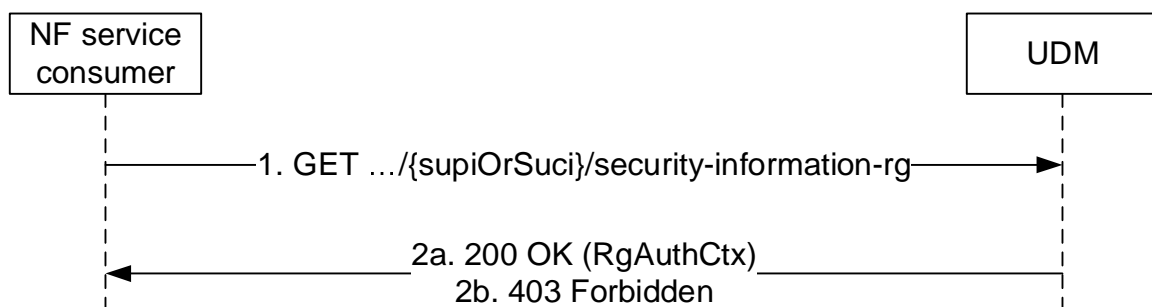 NF service
consumer
UDM
1. GET …/{supiOrSuci}/security-information-rg
2a. 200 OK (RgAuthCtx)
2b. 403 Forbidden